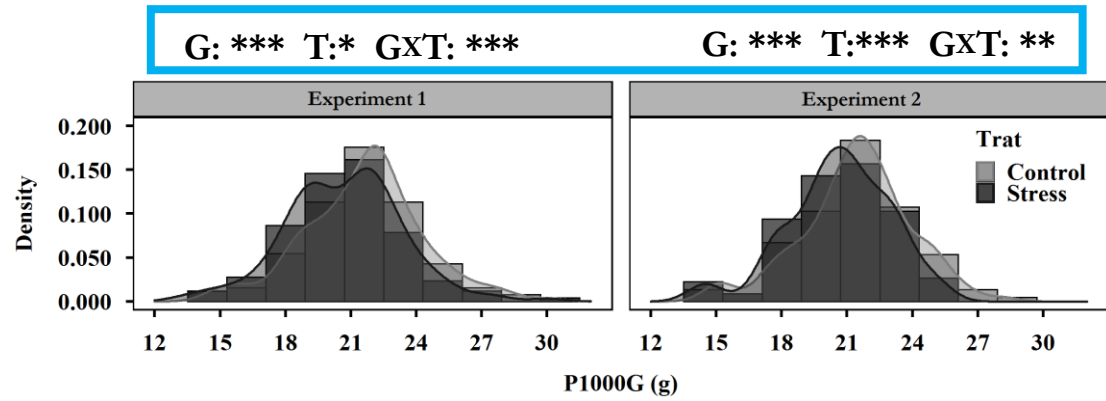 G: *** T:* GXT: *** G: *** T:*** GXT: **
Experiment 1 Experiment 2
0.200
0.150
0.100
0.050
0.000
Density
Trat
Control
Stress
12 15 18 21 24 27 30 12 15 18 21 24 27 30
P1000G (g)